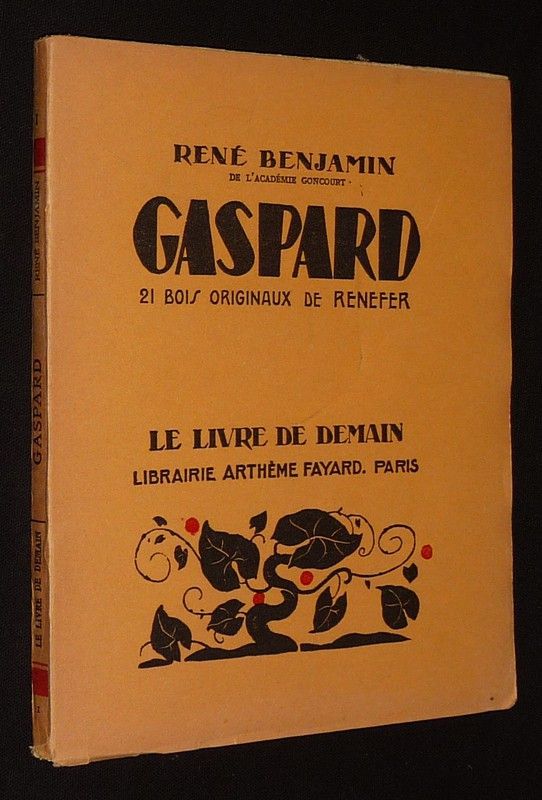 RENÉ BENJAMIN
DE L'ACADÉMIE GONCOURT
GASPARD
21 BOIS ORIGINAUX DE RENEFER
LE LIVRE DE DEMAIN
LIBRAIRIE ARTHÈME FAYARD. PARIS
I
RENÉ BENJAMIN
GASPARD
LE LIVRE DE DEMAIN
I